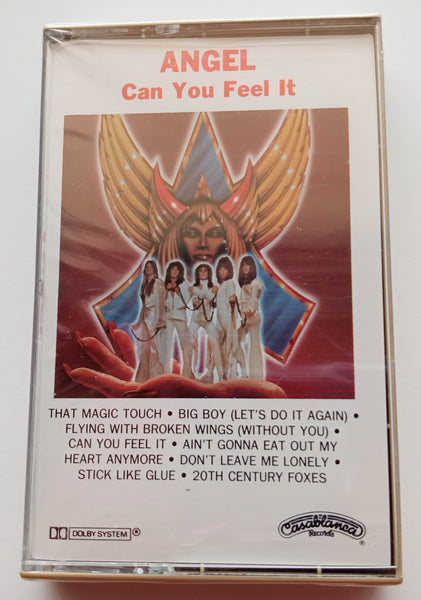 ANGEL
Can You Feel It
THAT MAGIC TOUCH • BIG BOY (LET'S DO IT AGAIN) •
FLYING WITH BROKEN WINGS (WITHOUT YOU) •
CAN YOU FEEL IT • AIN'T GONNA EAT OUT MY
HEART ANYMORE • DON'T LEAVE ME LONELY •
STICK LIKE GLUE • 20TH CENTURY FOXES
DOLBY SYSTEM ®
Casablanca
Records